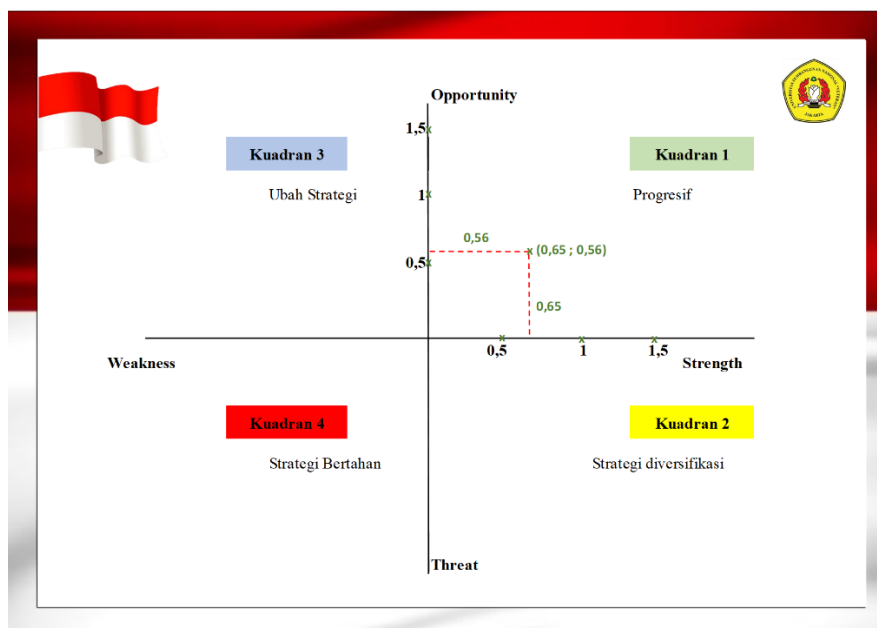 Opportunity
1,5
Kuadran 3
Kuadran 1
Ubah Strategi
1
Progresif
0,56
(0,65 ; 0,56)
0,5
0,65
0,5
1
1,5
Weakness
Strength
Kuadran 4
Kuadran 2
Strategi Bertahan
Strategi diversifikasi
Threat
JAKARTA